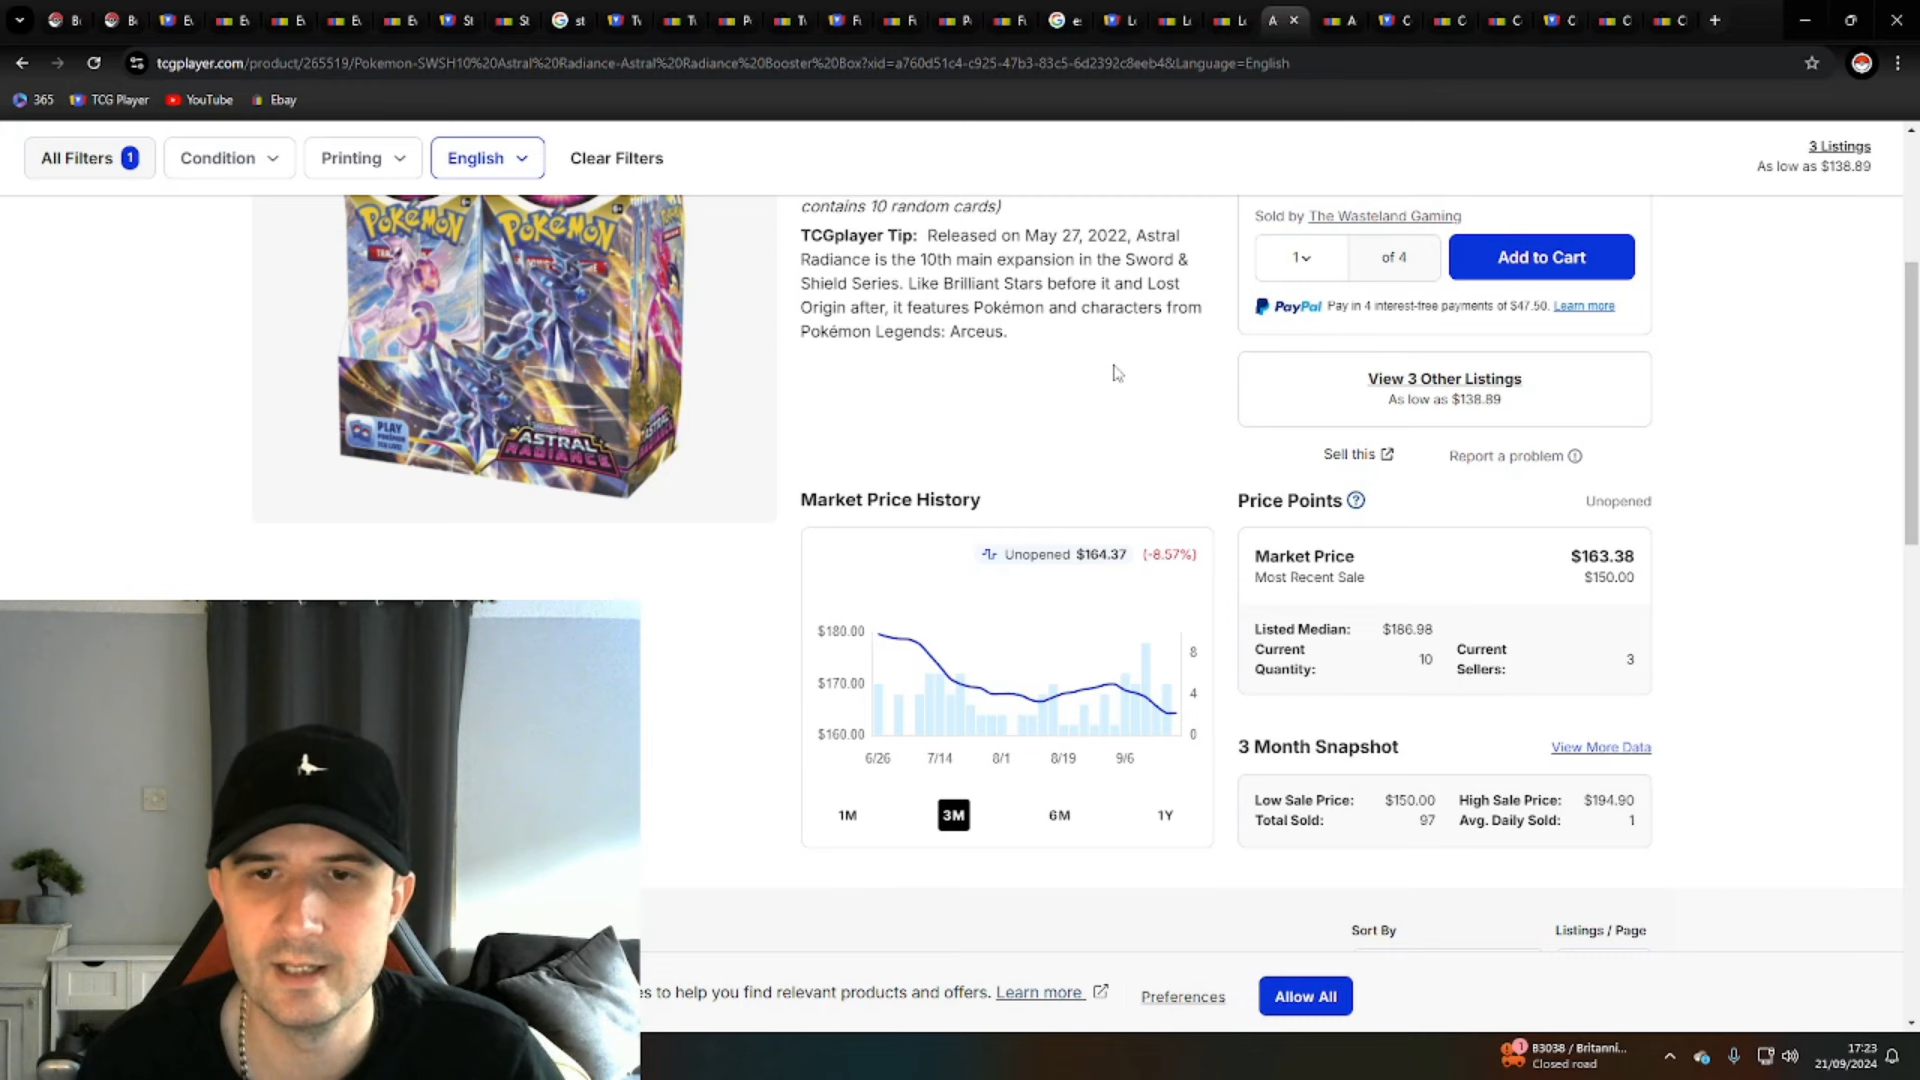 tcgplayer.com/product/265519/Pokemon-SWSH10%20Astral%20Radiance-Astral%20Radiance%20Booster%20Box?xid=a760d51c4-c925-47b3-83c5-6d2392c8eeb4&Language=English
365 TCG Player YouTube Ebay
All Filters 1 Condition Printing English Clear Filters
3 Listings
As low as $138.89
contains 10 random cards)
TCGplayer Tip: Released on May 27, 2022, Astral
Radiance is the 10th main expansion in the Sword &
Shield Series. Like Brilliant Stars before it and Lost
Origin after, it features Pokémon and characters from
Pokémon Legends: Arceus.
Pokémon Pokémon
PLAY
ASTRAL
RADIANCE
Sold by The Wasteland Gaming
1 of 4 Add to Cart
PayPal Pay in 4 interest-free payments of $47.50. Learn more
View 3 Other Listings
As low as $138.89
Sell this Report a problem
Market Price History
Unopened $164.37 (-8.57%)
$180.00
$170.00
$160.00
8
4
0
6/26 7/14 8/1 8/19 9/6
1M 3M 6M 1Y
Price Points ? Unopened
Market Price $163.38
Most Recent Sale $150.00
Listed Median: $186.98
Current Quantity: 10
Current Sellers: 3
3 Month Snapshot View More Data
Low Sale Price: $150.00 High Sale Price: $194.90
Total Sold: 97 Avg. Daily Sold: 1
Sort By Listings / Page
es to help you find relevant products and offers. Learn more Preferences Allow All
1 B3038 / Britanni...
Closed road
17:23
21/09/2024